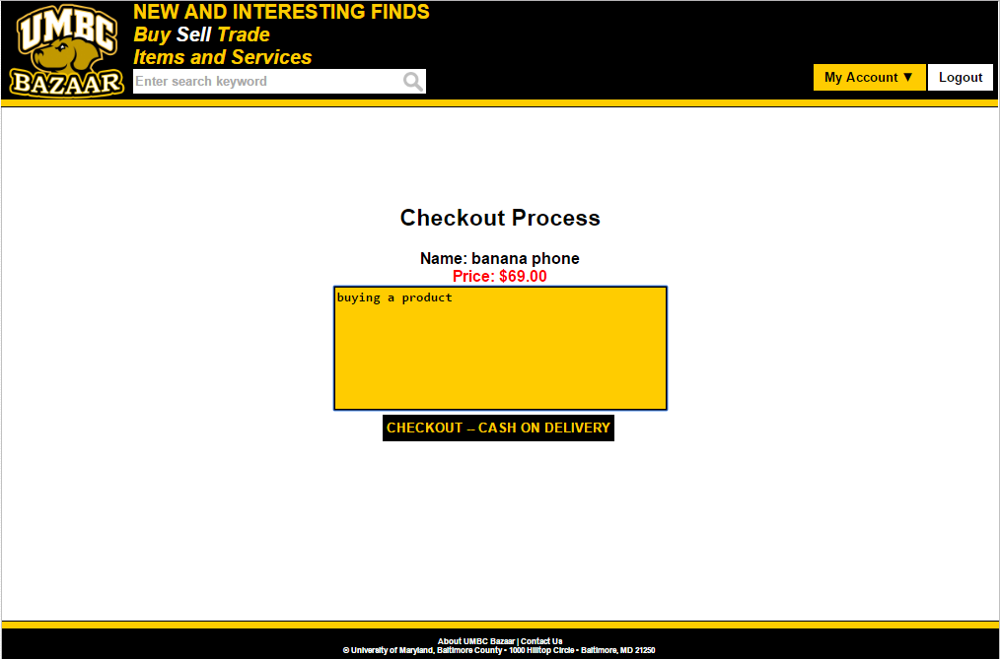 UMBC
BAZAAR
NEW AND INTERESTING FINDS
Buy Sell Trade
Items and Services
Enter search keyword
My Account ▼
Logout
Checkout Process
Name: banana phone
Price: $69.00
buying a product
CHECKOUT -- CASH ON DELIVERY
About UMBC Bazaar | Contact Us
© University of Maryland, Baltimore County • 1000 Hilltop Circle • Baltimore, MD 21250